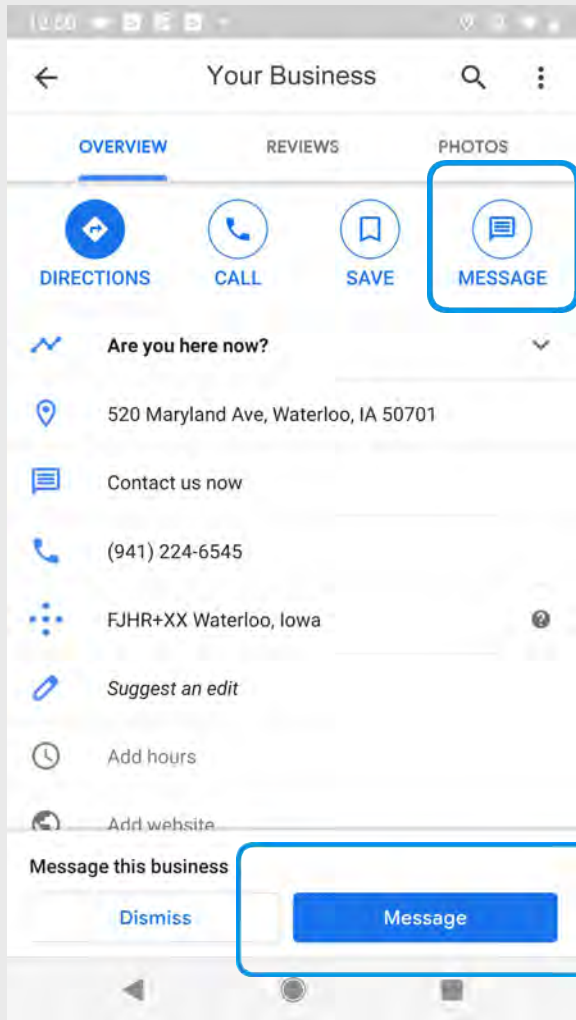 12:00
Your Business
OVERVIEW REVIEWS PHOTOS
DIRECTIONS CALL SAVE MESSAGE
Are you here now?
520 Maryland Ave, Waterloo, IA 50701
Contact us now
(941) 224-6545
FJHR+XX Waterloo, Iowa
Suggest an edit
Add hours
Add website
Message this business
Dismiss Message